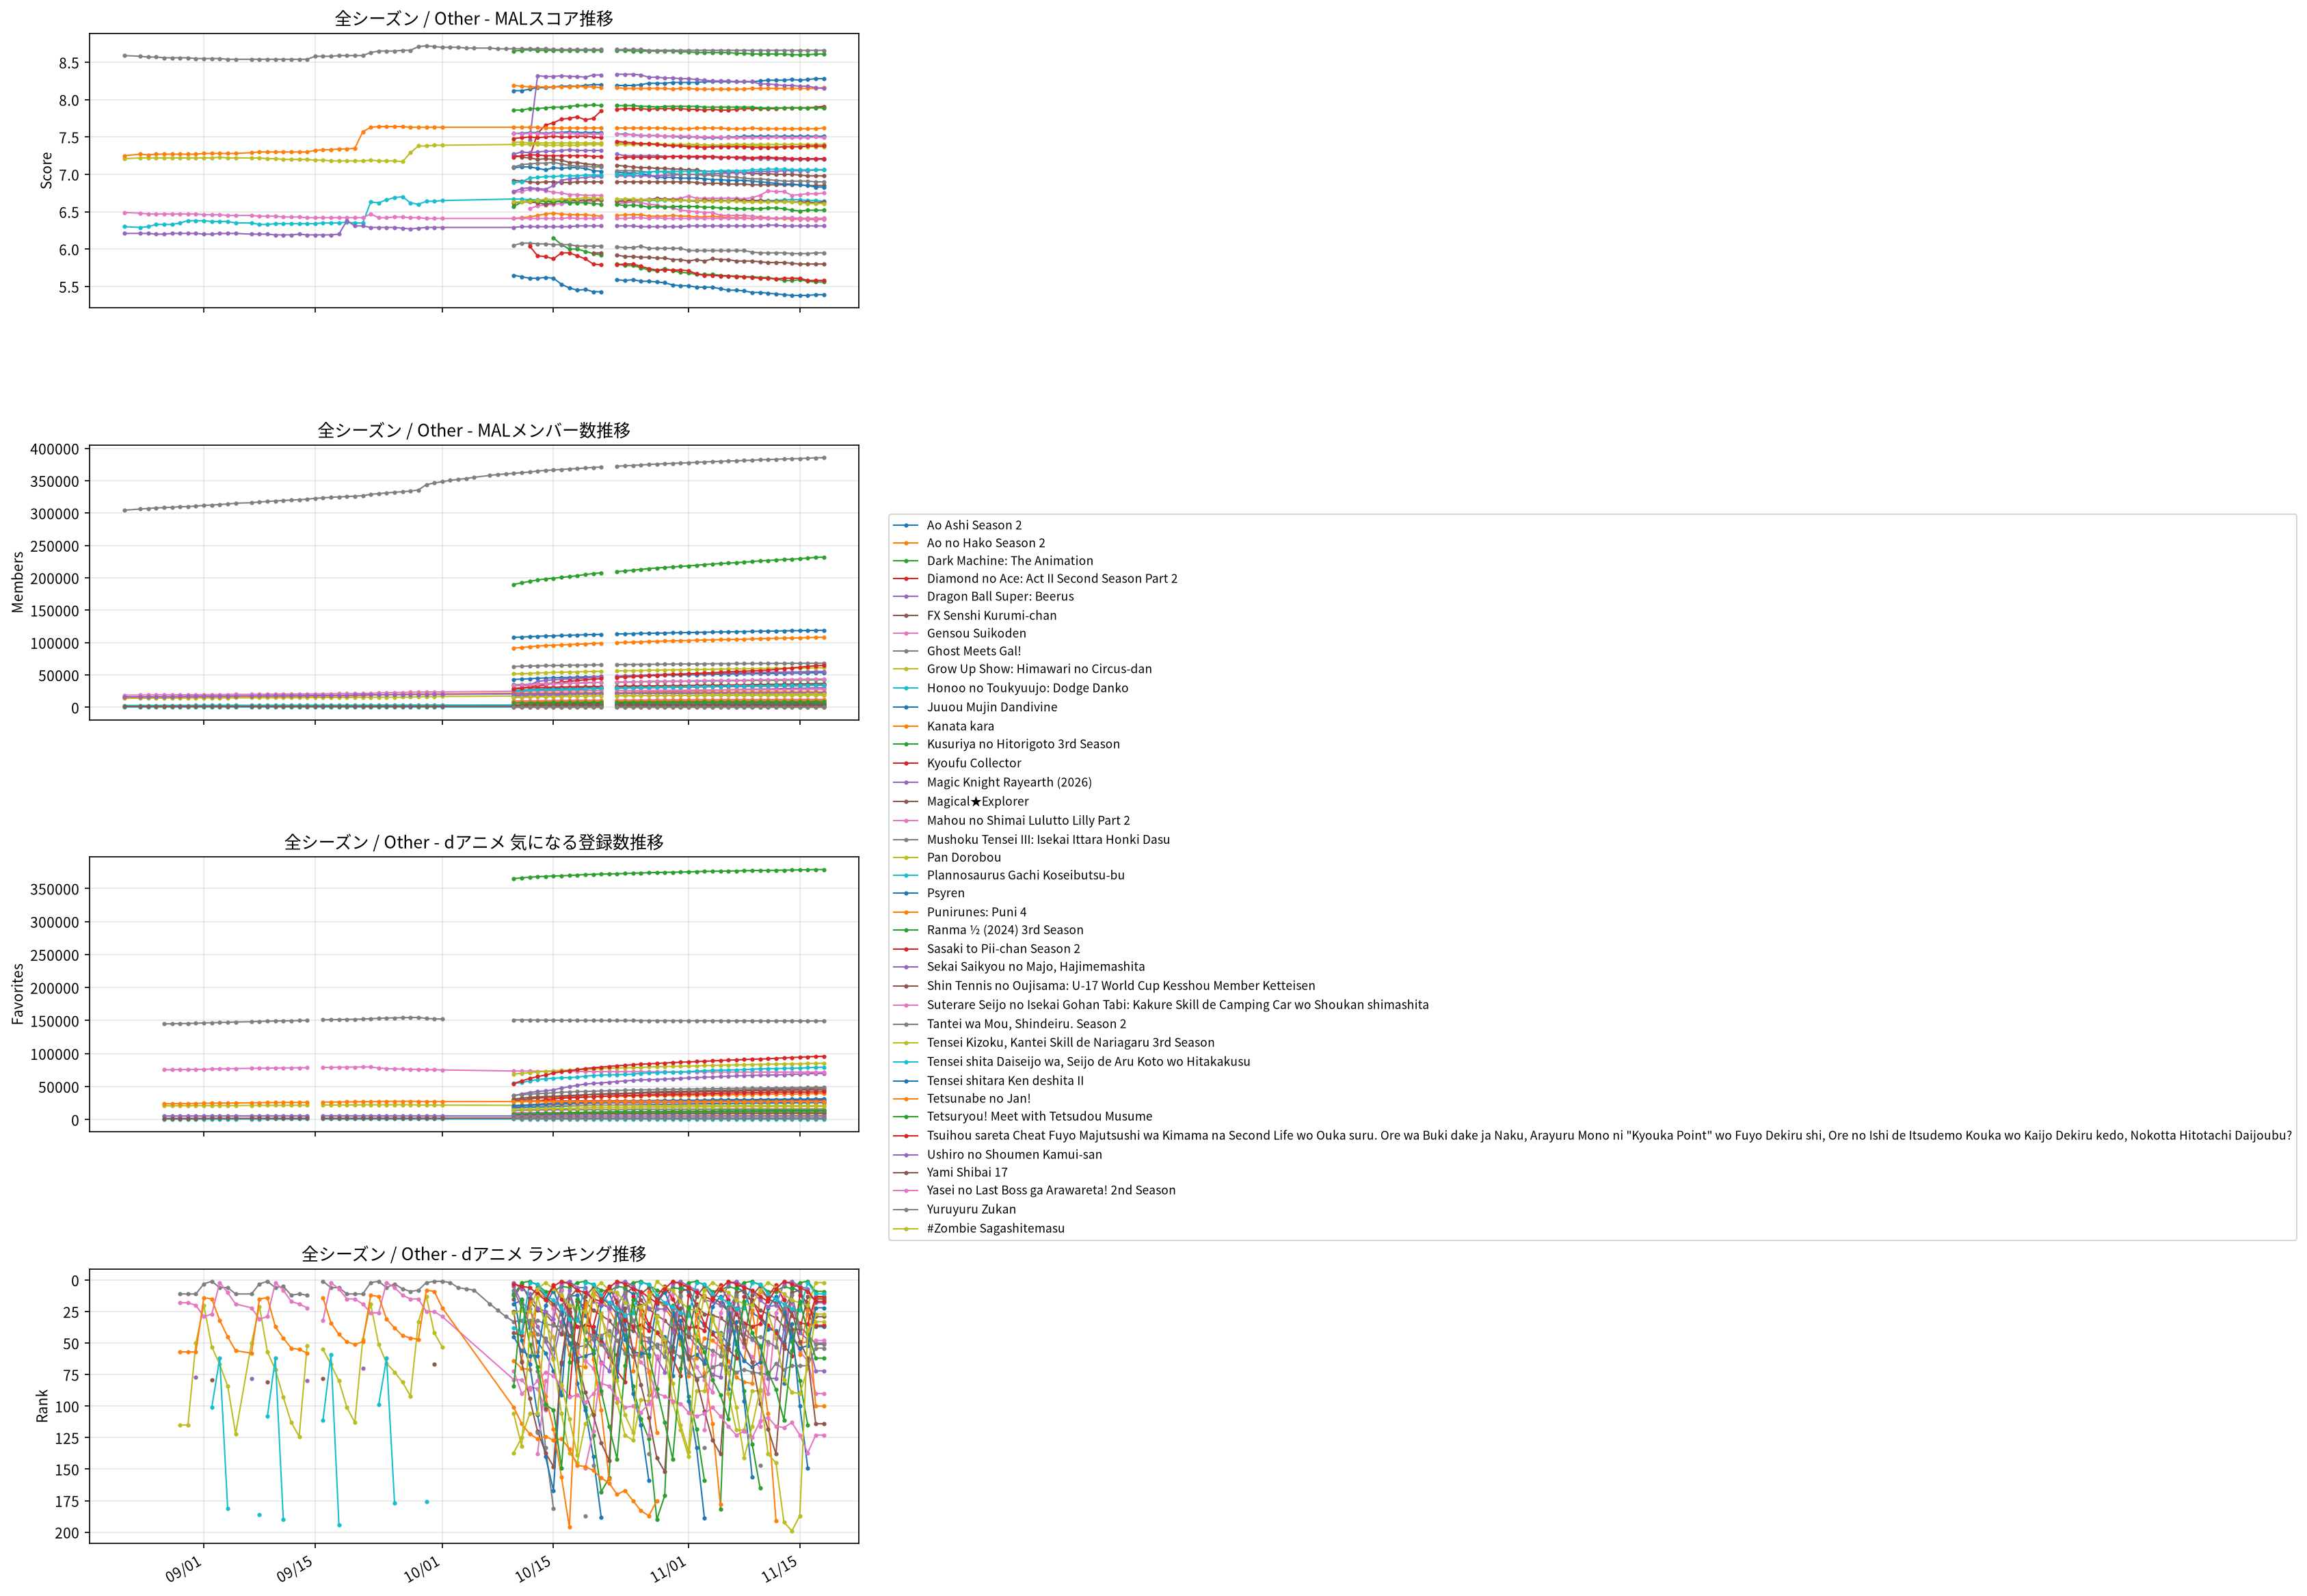 全シーズン / Other - MALスコア推移
Score
8.5
8.0
7.5
7.0
6.5
6.0
5.5
全シーズン / Other - MALメンバー数推移
Members
400000
350000
300000
250000
200000
150000
100000
50000
0
全シーズン / Other - dアニメ 気になる登録数推移
Favorites
350000
300000
250000
200000
150000
100000
50000
0
全シーズン / Other - dアニメ ランキング推移
Rank
0
25
50
75
100
125
150
175
200
09/01
09/15
10/01
10/15
11/01
11/15
Ao Ashi Season 2
Ao no Hako Season 2
Dark Machine: The Animation
Diamond no Ace: Act II Second Season Part 2
Dragon Ball Super: Beerus
FX Senshi Kurumi-chan
Gensou Suikoden
Ghost Meets Gal!
Grow Up Show: Himawari no Circus-dan
Honoo no Toukyuujo: Dodge Danko
Juuou Mujin Dandivine
Kanata kara
Kusuriya no Hitorigoto 3rd Season
Kyoufu Collector
Magic Knight Rayearth (2026)
Magical★Explorer
Mahou no Shimai Lulutto Lilly Part 2
Mushoku Tensei III: Isekai Ittara Honki Dasu
Pan Dorobou
Plannosaurus Gachi Koseibutsu-bu
Psyren
Punirunes: Puni 4
Ranma ½ (2024) 3rd Season
Sasaki to Pii-chan Season 2
Sekai Saikyou no Majo, Hajimemashita
Shin Tennis no Oujisama: U-17 World Cup Kesshou Member Ketteisen
Suterare Seijo no Isekai Gohan Tabi: Kakure Skill de Camping Car wo Shoukan shimashita
Tantei wa Mou, Shindeiru. Season 2
Tensei Kizoku, Kantei Skill de Nariagaru 3rd Season
Tensei shita Daiseijo wa, Seijo de Aru Koto wo Hitakakusu
Tensei shitara Ken deshita II
Tetsunabe no Jan!
Tetsuryou! Meet with Tetsudou Musume
Tsuihou sareta Cheat Fuyo Majutsushi wa Kimama na Second Life wo Ouka suru. Ore wa Buki dake ja Naku, Arayuru Mono ni "Kyouka Point" wo Fuyo Dekiru shi, Ore no Ishi de Itsudemo Kouka wo Kaijo Dekiru kedo, Nokotta Hitotachi Daijoubu?
Ushiro no Shoumen Kamui-san
Yami Shibai 17
Yasei no Last Boss ga Arawareta! 2nd Season
Yuruyuru Zukan
#Zombie Sagashitemasu